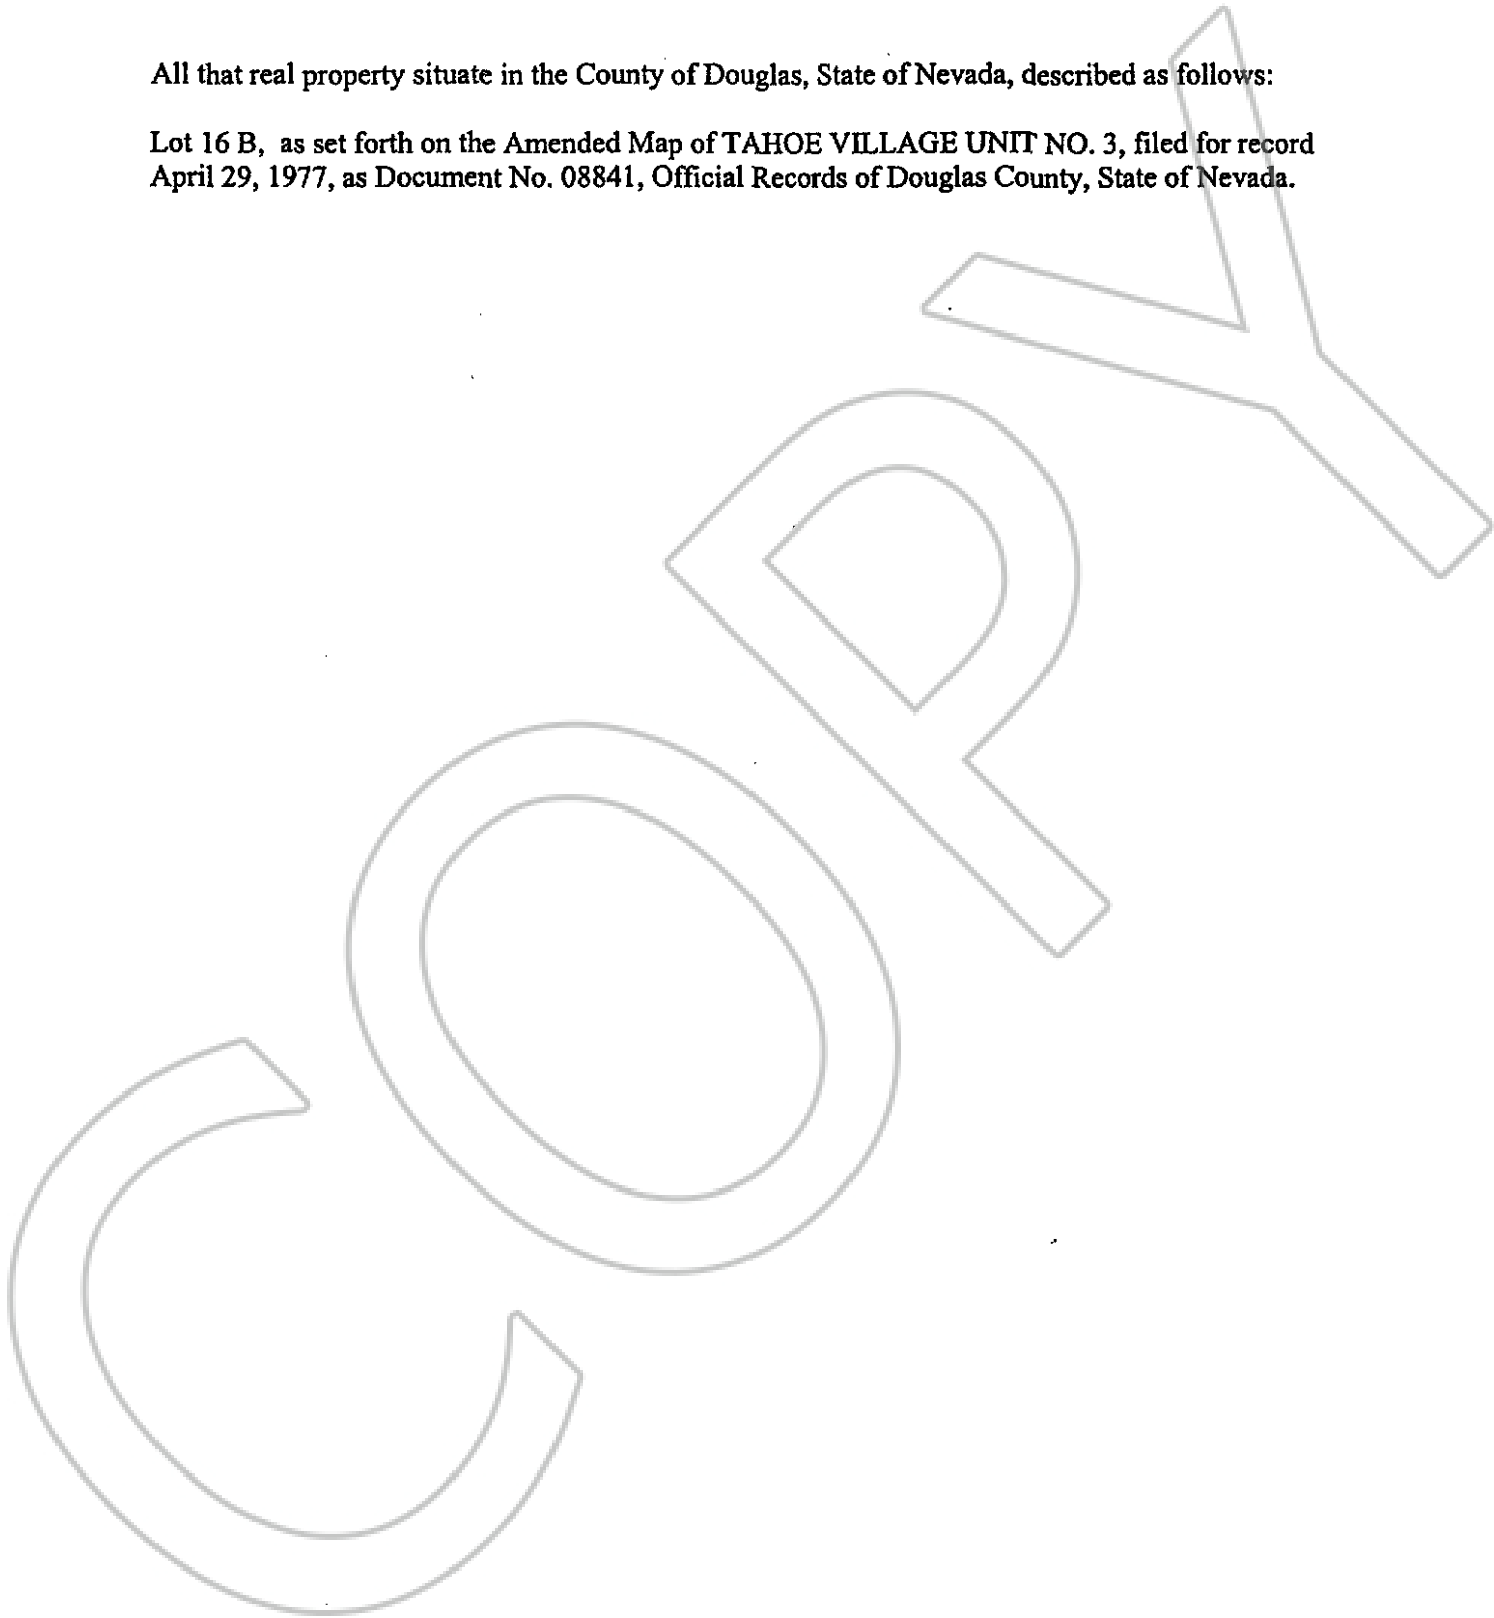 All that real property situate in the County of Douglas, State of Nevada, described as follows:
Lot 16 B, as set forth on the Amended Map of TAHOE VILLAGE UNIT NO. 3, filed for record
April 29, 1977, as Document No. 08841, Official Records of Douglas County, State of Nevada.
COPY